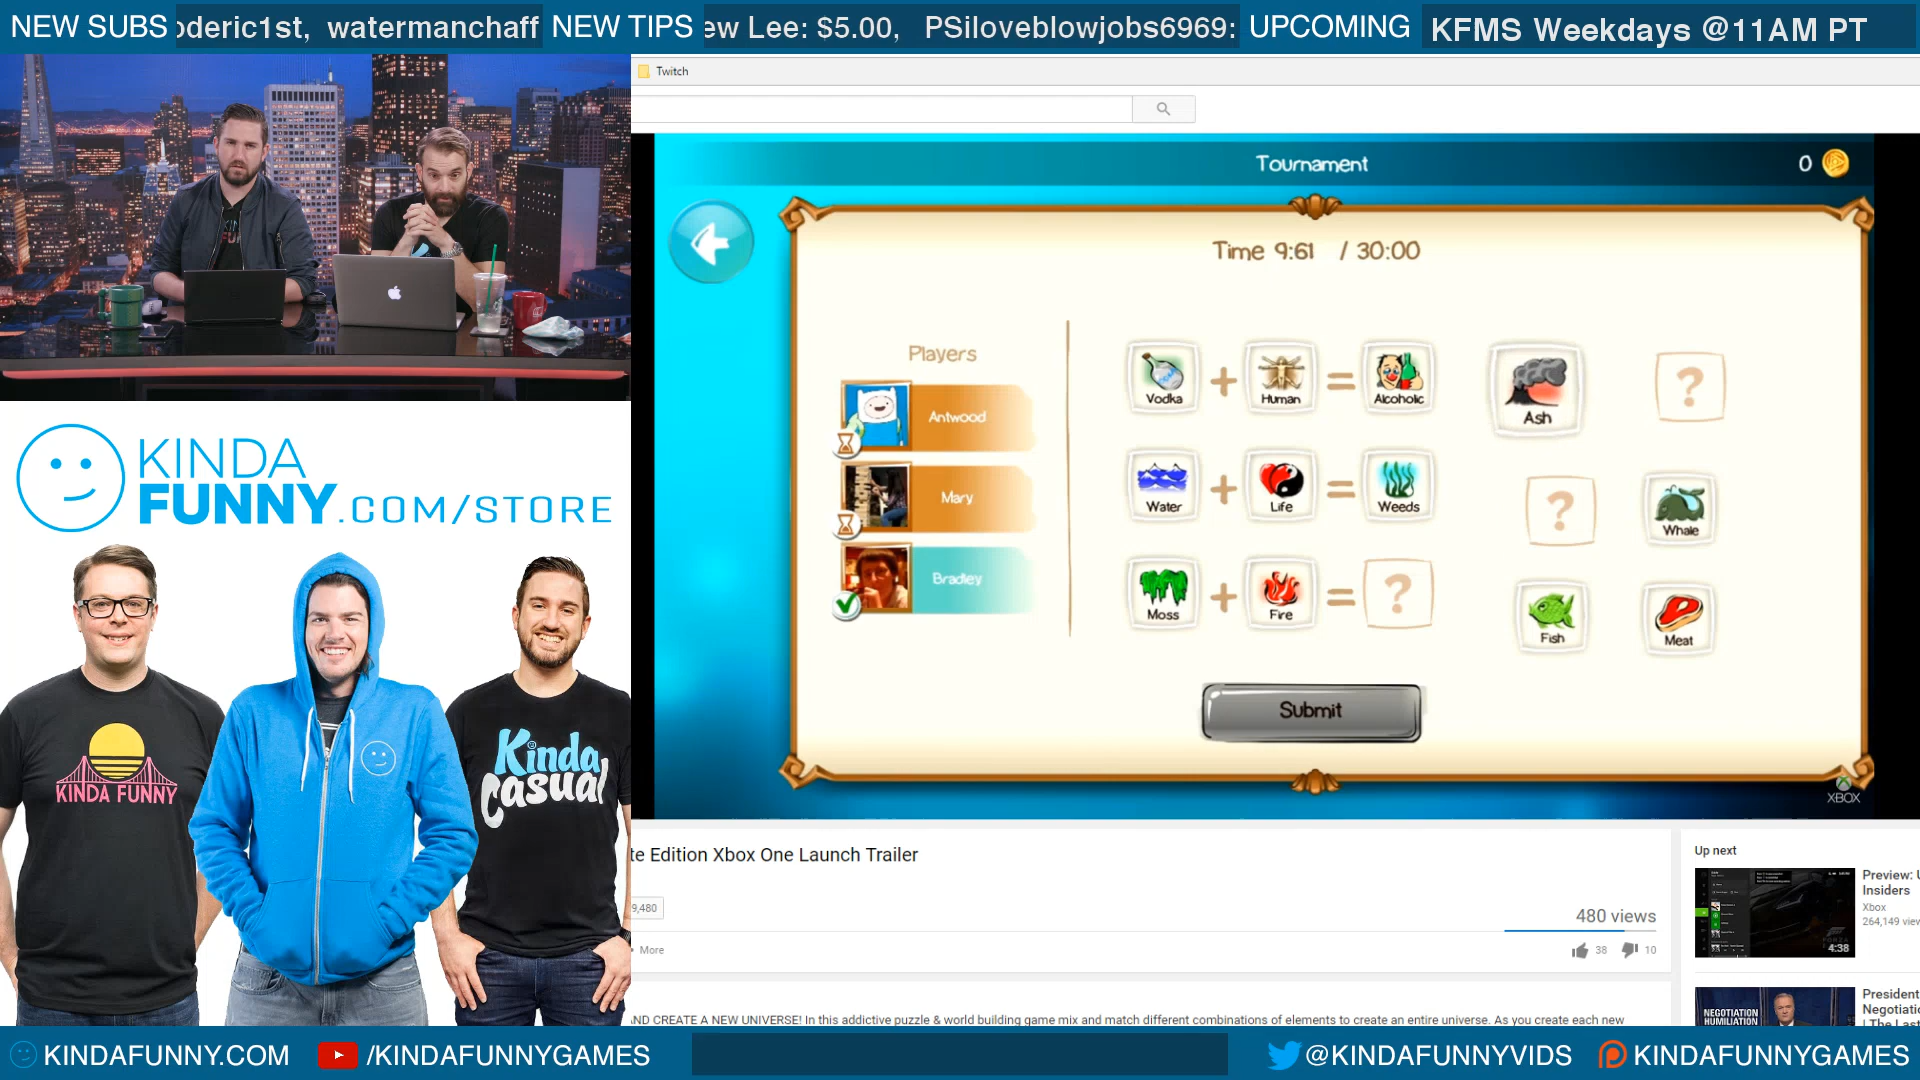 NEW SUBS oderic1st, watermanchaff NEW TIPS ew Lee: $5.00, PSiloveblowjobs6969: UPCOMING KFMS Weekdays @11AM PT
Twitch
Tournament
0
Time 9:61 / 30:00
Players
Antwood
Mary
Bradley
Vodka + Human = Alcoholic
Water + Life = Weeds
Moss + Fire = ?
Ash
?
?
Whale
Fish
Meat
Submit
XBOX
KINDA
FUNNY.COM/STORE
KINDA FUNNY
Kinda
Casual
te Edition Xbox One Launch Trailer
9,480
480 views
More
38
10
AND CREATE A NEW UNIVERSE! In this addictive puzzle & world building game mix and match different combinations of elements to create an entire universe. As you create each new
Up next
Preview: U
Insiders
Xbox
264,149 view
4:38
President
Negotiatio
| The Last
NEGOTIATION
HUMILIATION
KINDAFUNNY.COM
/KINDAFUNNYGAMES
@KINDAFUNNYVIDS
KINDAFUNNYGAMES